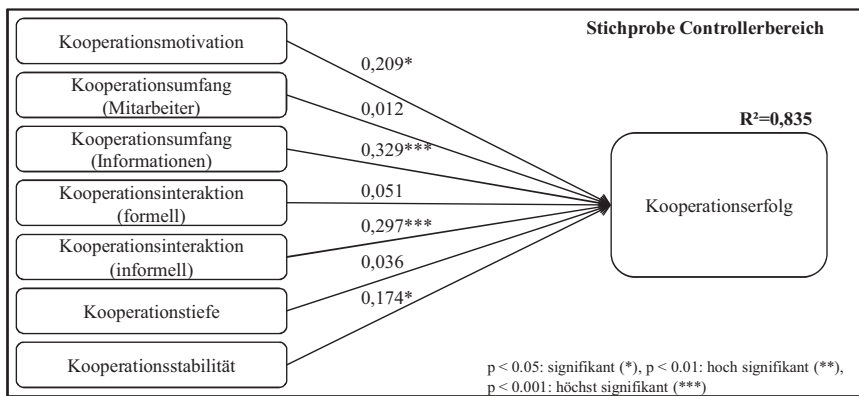 Stichprobe Controllerbereich
Kooperationsmotivation
0,209*
Kooperationsumfang
(Mitarbeiter)
0,012
Kooperationsumfang
(Informationen)
0,329***
Kooperationsinteraktion
(formell)
0,051
Kooperationsinteraktion
(informell)
0,297***
Kooperationstiefe
0,036
Kooperationsstabilität
0,174*
R²=0,835
Kooperationserfolg
p < 0.05: signifikant (*), p < 0.01: hoch signifikant (**),
p < 0.001: höchst signifikant (***)